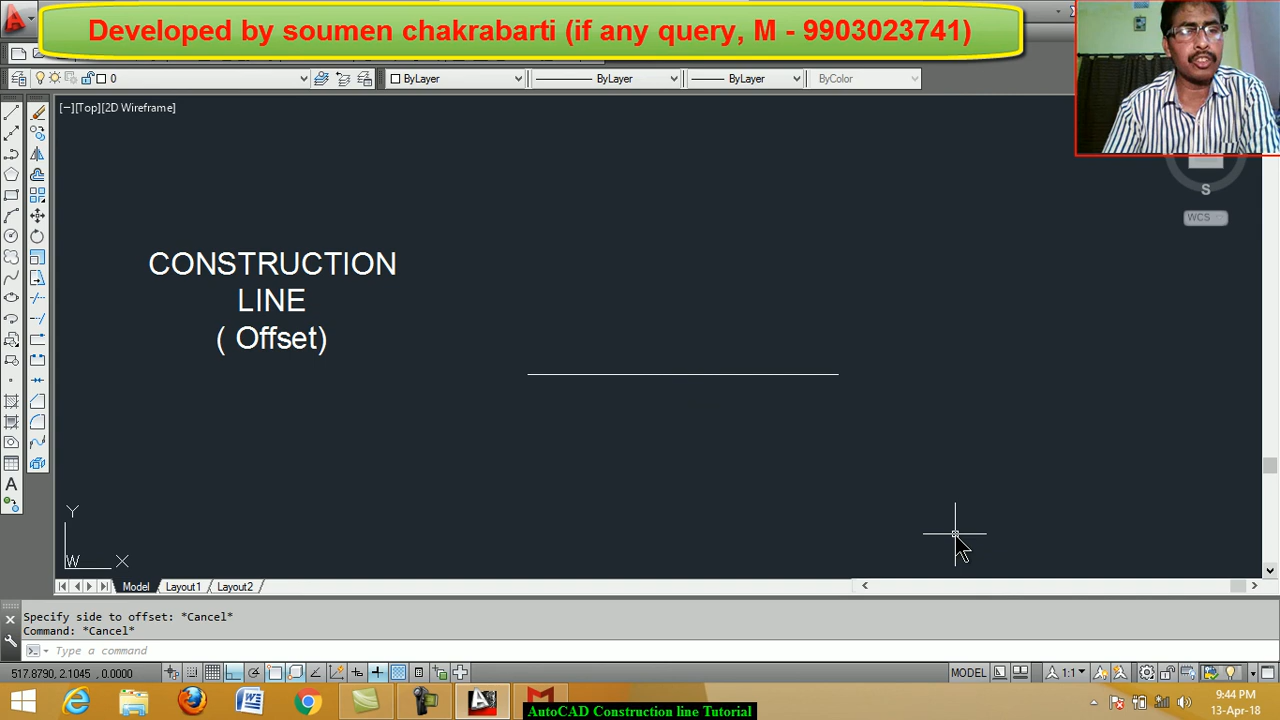 Developed by soumen chakrabarti (if any query, M - 9903023741)
0
ByLayer
ByLayer
ByLayer
ByColor
[−][Top][2D Wireframe]
S
WCS
CONSTRUCTION
LINE
( Offset)
Y
W
X
A
Model
Layout1
Layout2
Specify side to offset: *Cancel*
Command: *Cancel*
Type a command
517.8790, 2.1045 , 0.0000
MODEL
1:1
9:44 PM
13-Apr-18
AutoCAD Construction line Tutorial